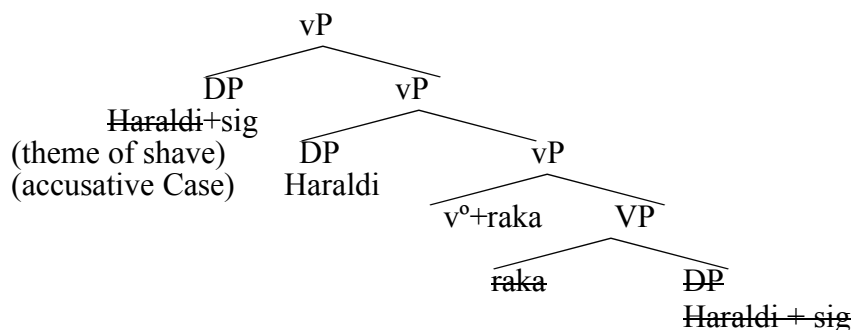 vP
DP vP
Haraldi+sig
(theme of shave) DP vP
(accusative Case) Haraldi
vº+raka VP
raka DP
Haraldi + sig